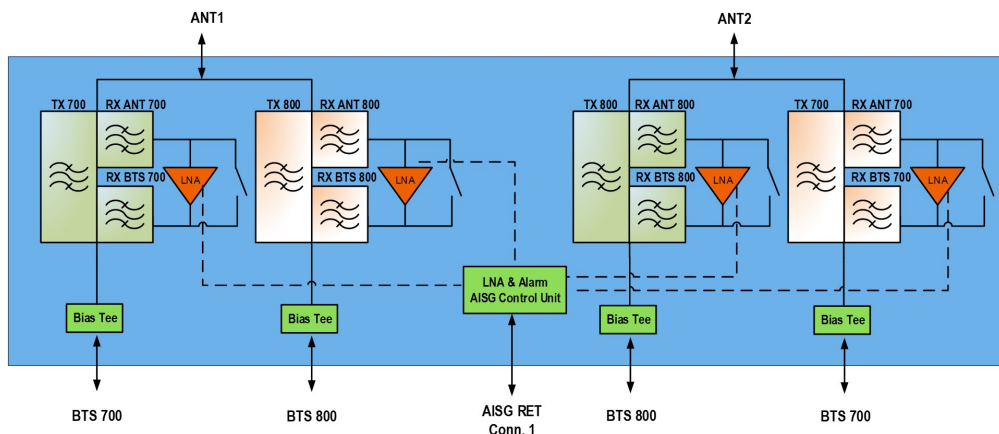 ANT1
ANT2
TX 700
RX ANT 700
TX 800
RX ANT 800
TX 800
RX ANT 800
TX 700
RX ANT 700
LNA
LNA
LNA
LNA
RX BTS 700
RX BTS 800
RX BTS 800
RX BTS 700
LNA & Alarm
AISG Control Unit
Bias Tee
Bias Tee
Bias Tee
Bias Tee
BTS 700
BTS 800
AISG RET
Conn. 1
BTS 800
BTS 700